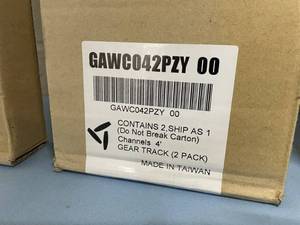 GAWC042PZY 00
GAWC042PZY 00
CONTAINS 2,SHIP AS 1
(Do Not Break Carton)
Channels 4'
GEAR TRACK (2 PACK)
MADE IN TAIWAN